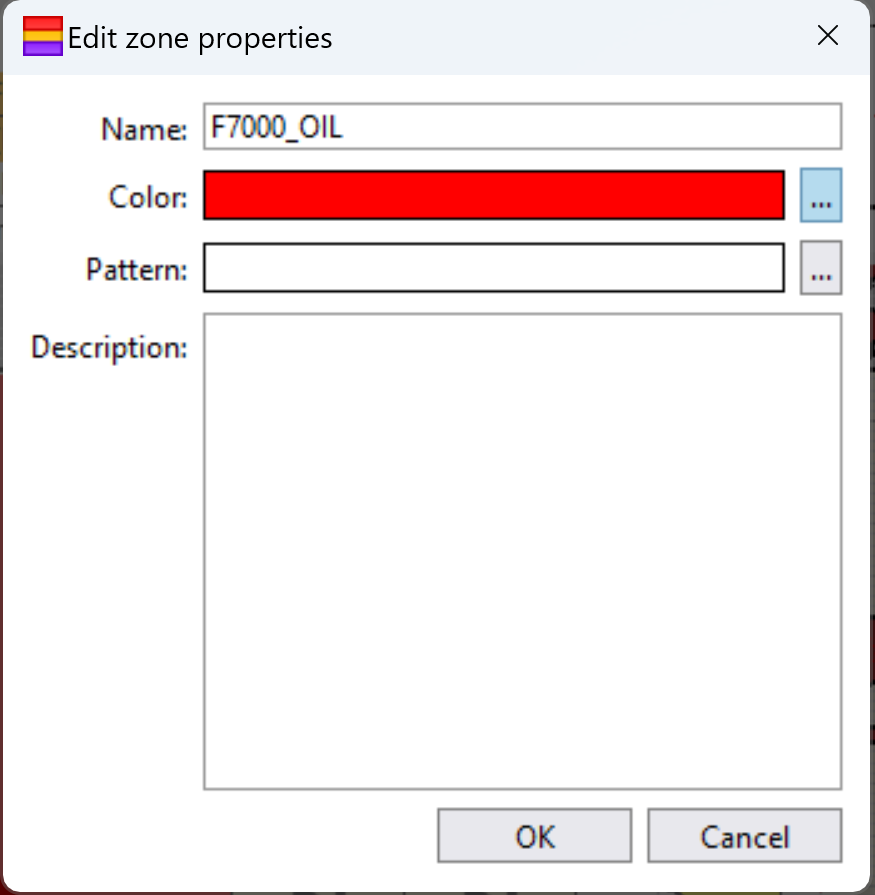 Edit zone properties
Name: F7000_OIL
Color: ...
Pattern: ...
Description:
OK Cancel